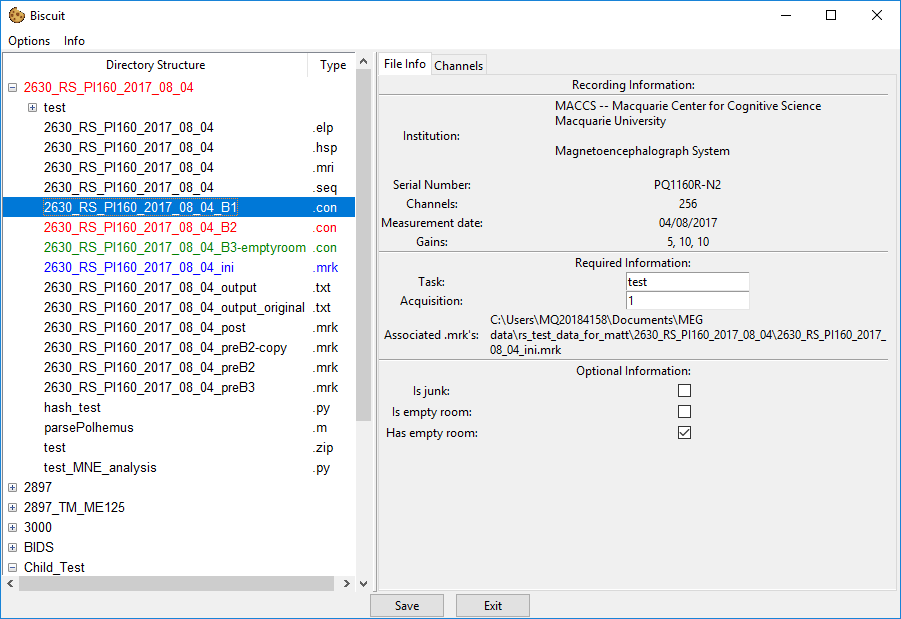 Biscuit
Options Info
Directory Structure Type
2630_RS_PI160_2017_08_04
test
2630_RS_PI160_2017_08_04 .elp
2630_RS_PI160_2017_08_04 .hsp
2630_RS_PI160_2017_08_04 .mri
2630_RS_PI160_2017_08_04 .seq
2630_RS_PI160_2017_08_04_B1 .con
2630_RS_PI160_2017_08_04_B2 .con
2630_RS_PI160_2017_08_04_B3-emptyroom .con
2630_RS_PI160_2017_08_04_ini .mrk
2630_RS_PI160_2017_08_04_output .txt
2630_RS_PI160_2017_08_04_output_original .txt
2630_RS_PI160_2017_08_04_post .mrk
2630_RS_PI160_2017_08_04_preB2-copy .mrk
2630_RS_PI160_2017_08_04_preB2 .mrk
2630_RS_PI160_2017_08_04_preB3 .mrk
hash_test .py
parsePolhemus .m
test .zip
test_MNE_analysis .py
2897
2897_TM_ME125
3000
BIDS
Child_Test
File Info Channels
Recording Information:
Institution:
MACCS -- Macquarie Center for Cognitive Science
Macquarie University
Magnetoencephalograph System
Serial Number: PQ1160R-N2
Channels: 256
Measurement date: 04/08/2017
Gains: 5, 10, 10
Required Information:
Task: test
Acquisition: 1
Associated .mrk's:
C:\Users\MQ20184158\Documents\MEG
data\rs_test_data_for_matt\2630_RS_PI160_2017_08_04\2630_RS_PI160_2017_
08_04_ini.mrk
Optional Information:
Is junk:
Is empty room:
Has empty room:
Save Exit